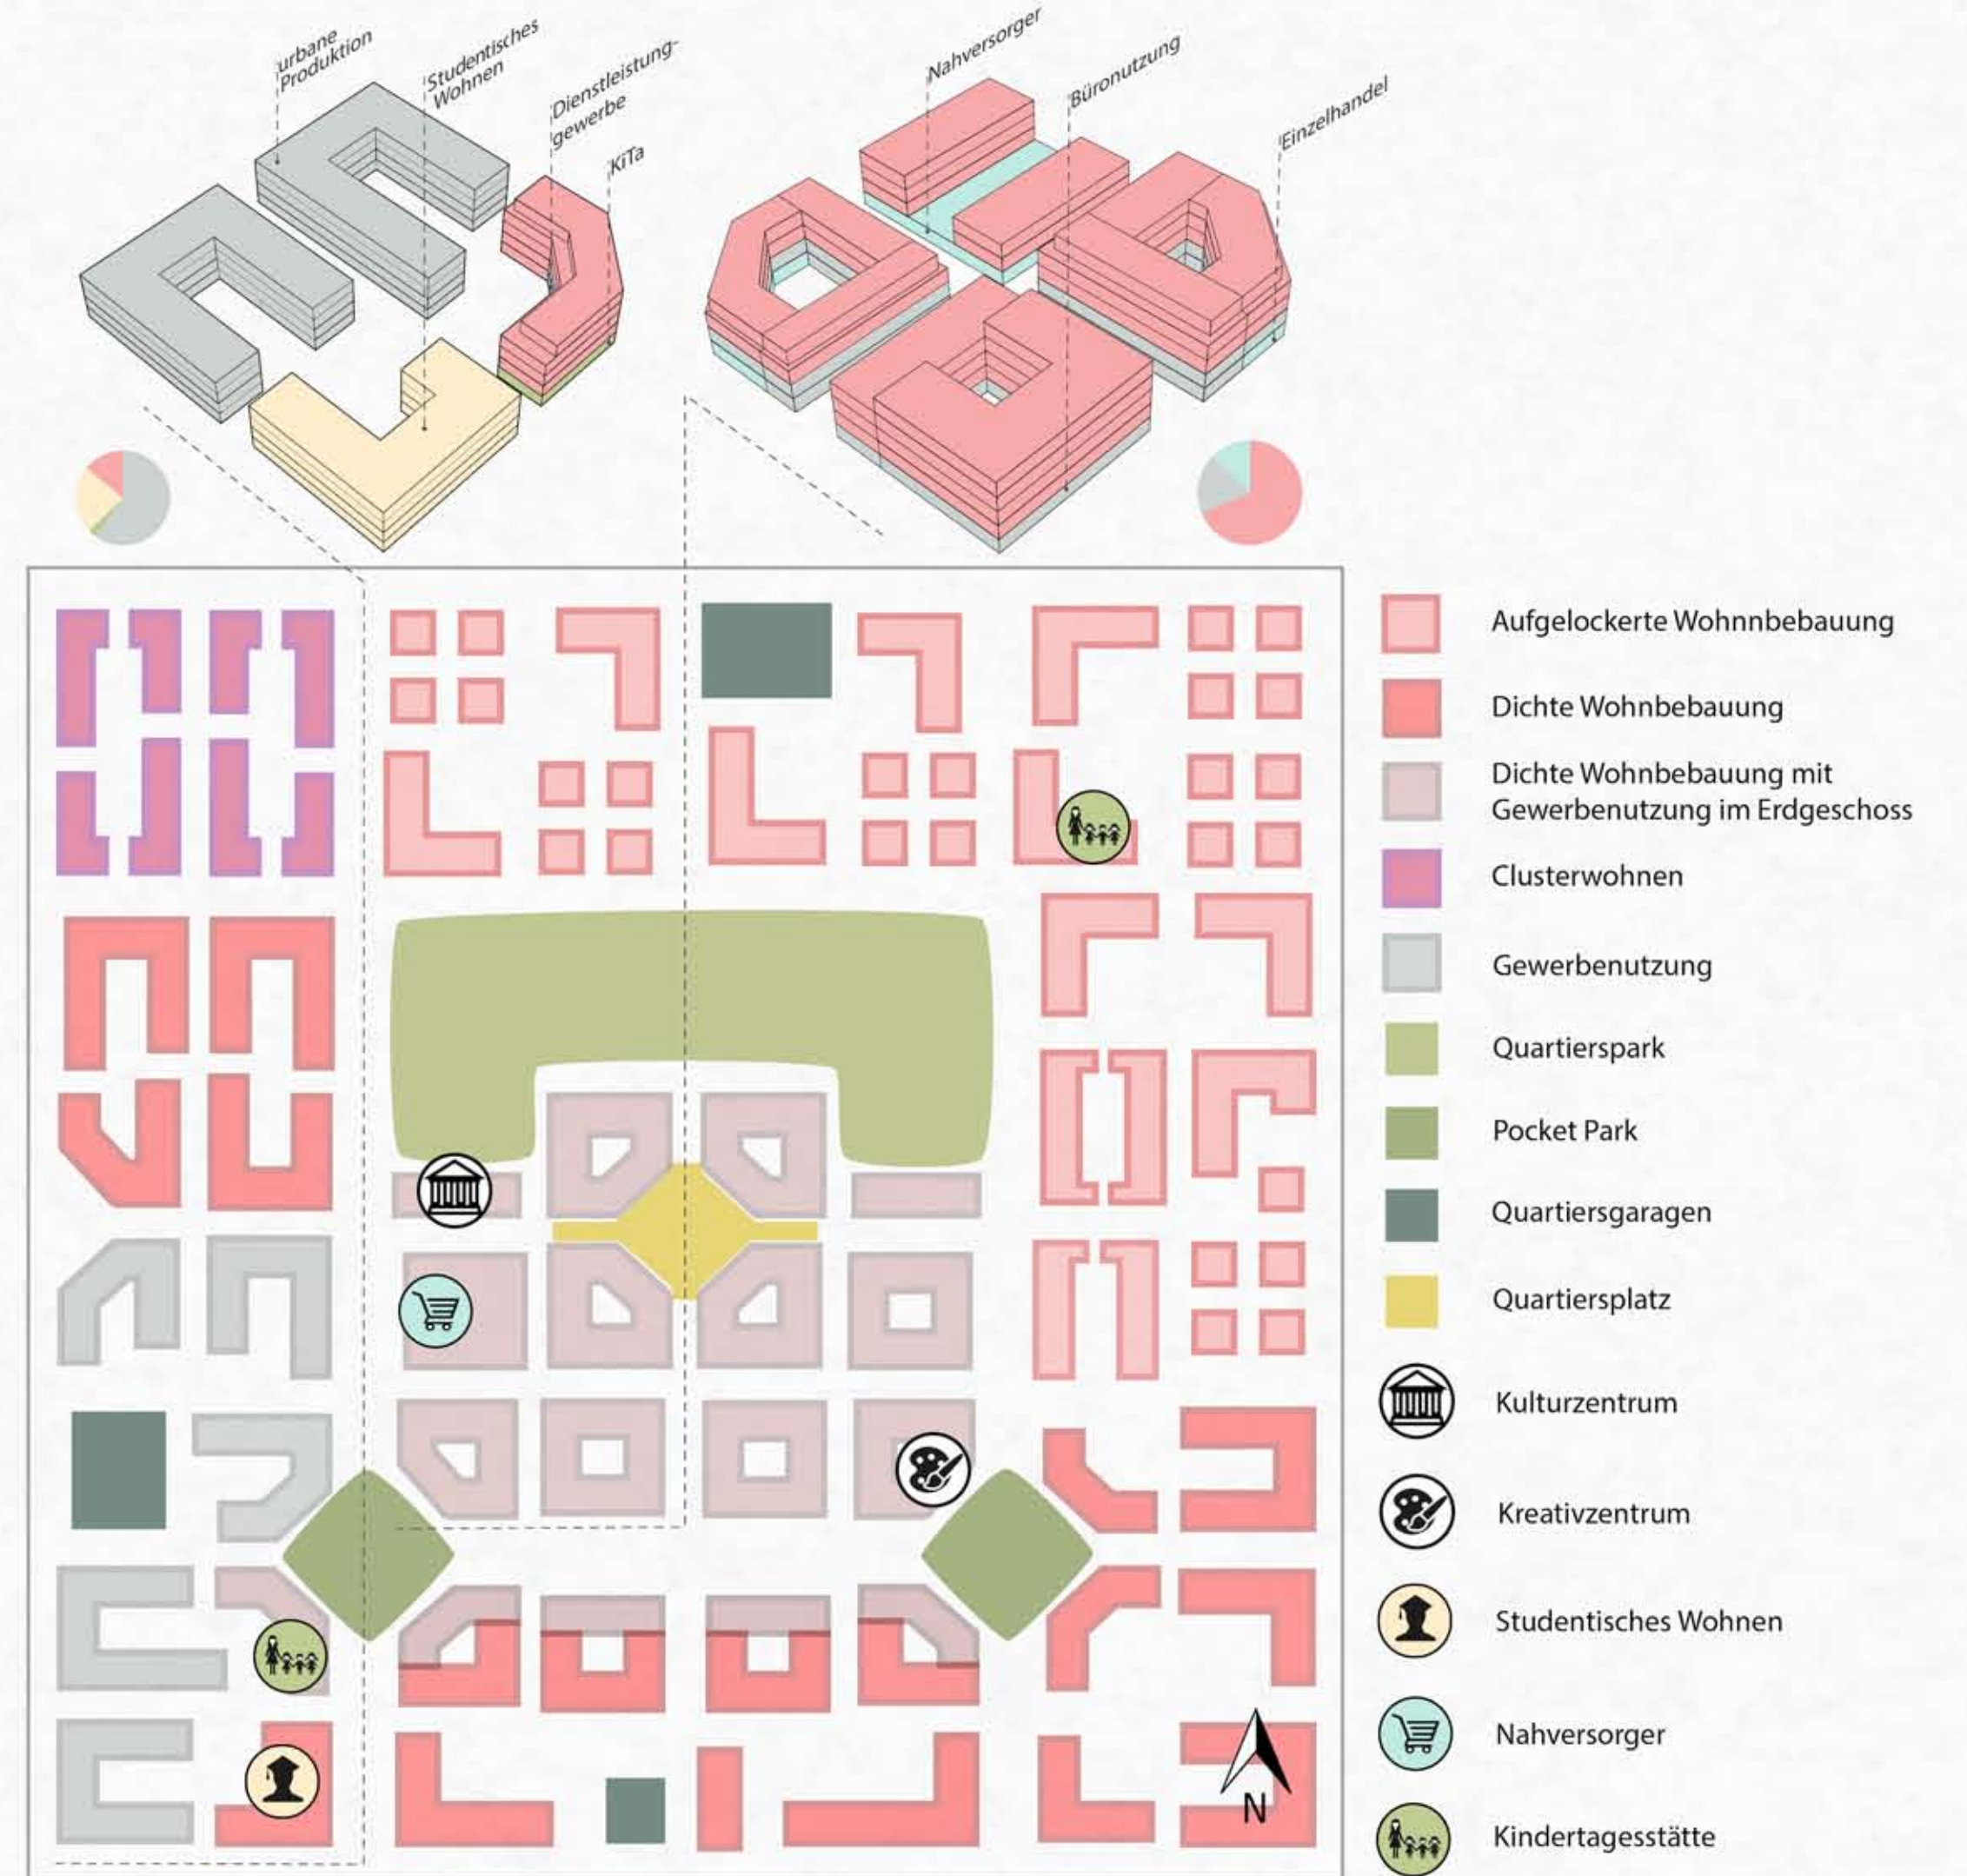 urbane
Produktion
Studentisches
Wohnen
Dienstleistung-
gewerbe
KiTa
Nahversorger
Büronutzung
Einzelhandel
Aufgelockerte Wohnnbebauung
Dichte Wohnbebauung
Dichte Wohnbebauung mit
Gewerbenutzung im Erdgeschoss
Clusterwohnen
Gewerbenutzung
Quartierspark
Pocket Park
Quartiersgaragen
Quartiersplatz
Kulturzentrum
Kreativzentrum
Studentisches Wohnen
Nahversorger
Kindertagesstätte
N